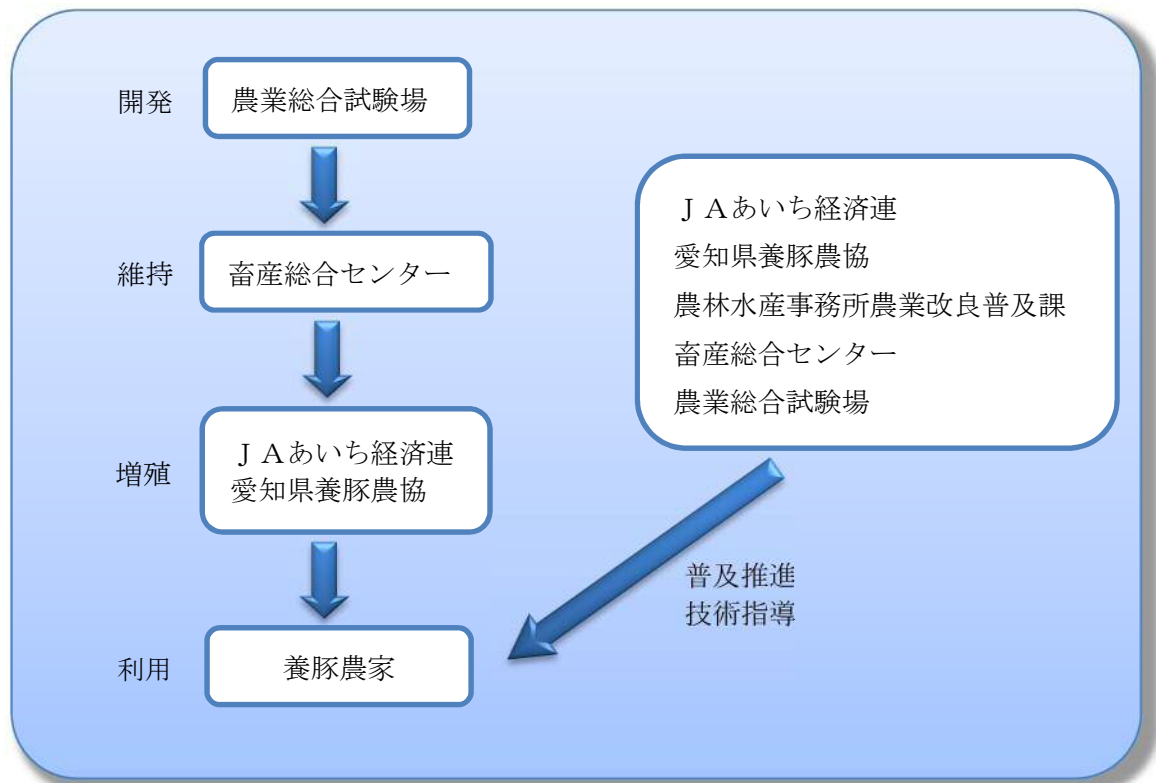 開発
農業総合試験場
維持
畜産総合センター
増殖
ＪＡあいち経済連
愛知県養豚農協
利用
養豚農家
ＪＡあいち経済連
愛知県養豚農協
農林水産事務所農業改良普及課
畜産総合センター
農業総合試験場
普及推進
技術指導